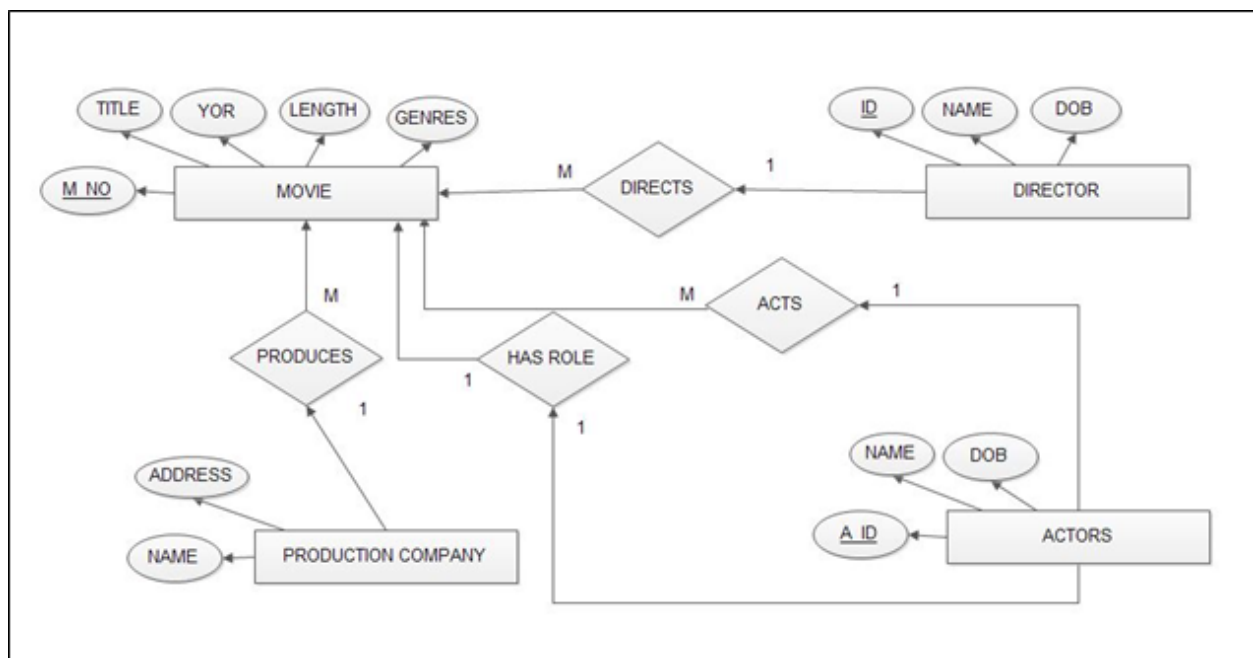 TITLE
YOR
LENGTH
GENRES
ID
NAME
DOB
M_NO
MOVIE
M
DIRECTS
1
DIRECTOR
M
M
ACTS
1
PRODUCES
HAS ROLE
1
1
1
ADDRESS
NAME
DOB
NAME
PRODUCTION COMPANY
A_ID
ACTORS